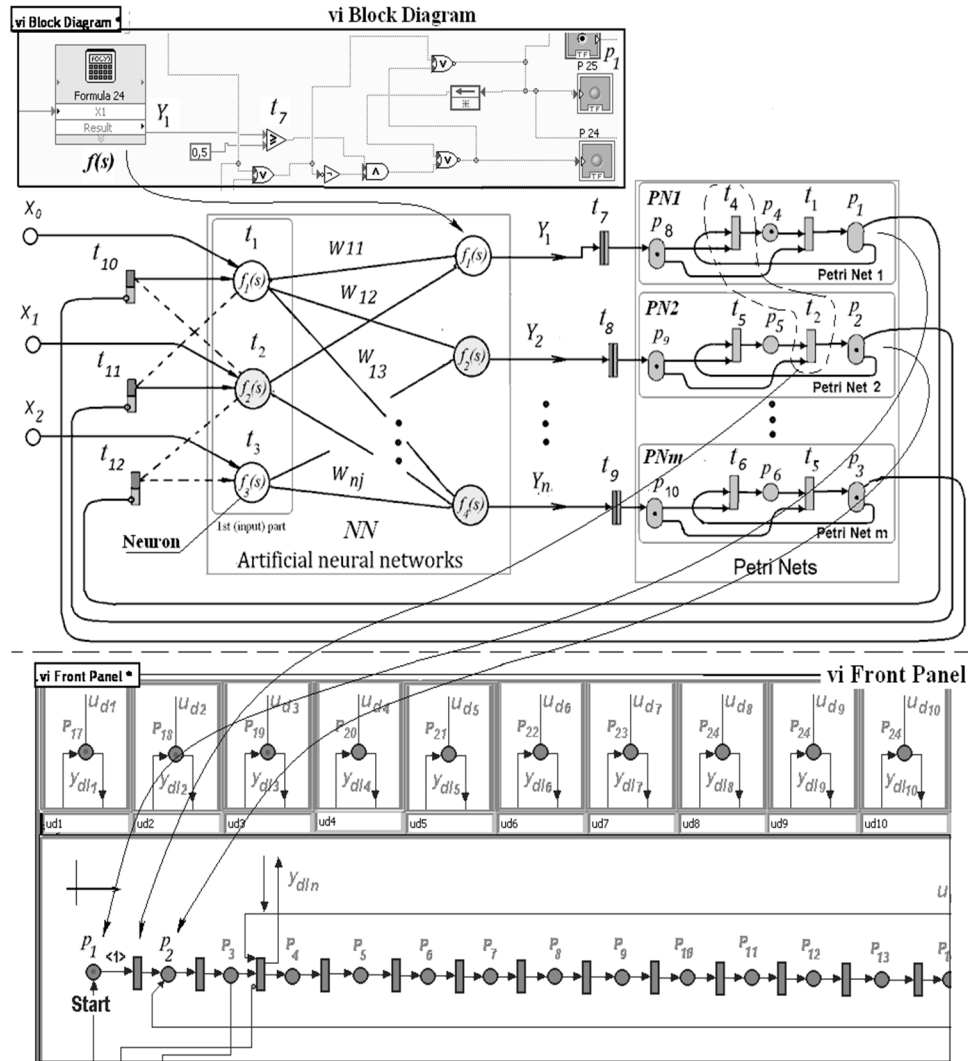 vi Block Diagram
.vi Block Diagram *
Formula 24
X1
Result
Y1
f(s)
t7
0,5
TF
P 25
p1
TF
P 24
TF
X0
X1
X2
t10
t11
t12
t1
f1(s)
t2
f2(s)
t3
f3(s)
1st (input) part
Neuron
W11
W12
W13
Wnj
NN
Artificial neural networks
f1(s)
f2(s)
f4(s)
Y1
Y2
Yn
t7
t8
t9
PN1
p8
t4
p4
t1
p1
Petri Net 1
PN2
p9
t5
p5
t2
p2
Petri Net 2
PNm
p10
t6
p6
t5
p3
Petri Net m
Petri Nets
.vi Front Panel *
vi Front Panel
P17 ud1 ydl1
P18 ud2 ydl2
P19 ud3 ydl3
P20 ud4 ydl4
P21 ud5 ydl5
P22 ud6 ydl6
P23 ud7 ydl7
P24 ud8 ydl8
P24 ud9 ydl9
P24 ud10 ydl10
ud1 ud2 ud3 ud4 ud5 ud6 ud7 ud8 ud9 ud10
ydln
p1 <1> p2 P3 P4 P5 P6 P7 P8 P9 P10 P11 P12 P13
Start